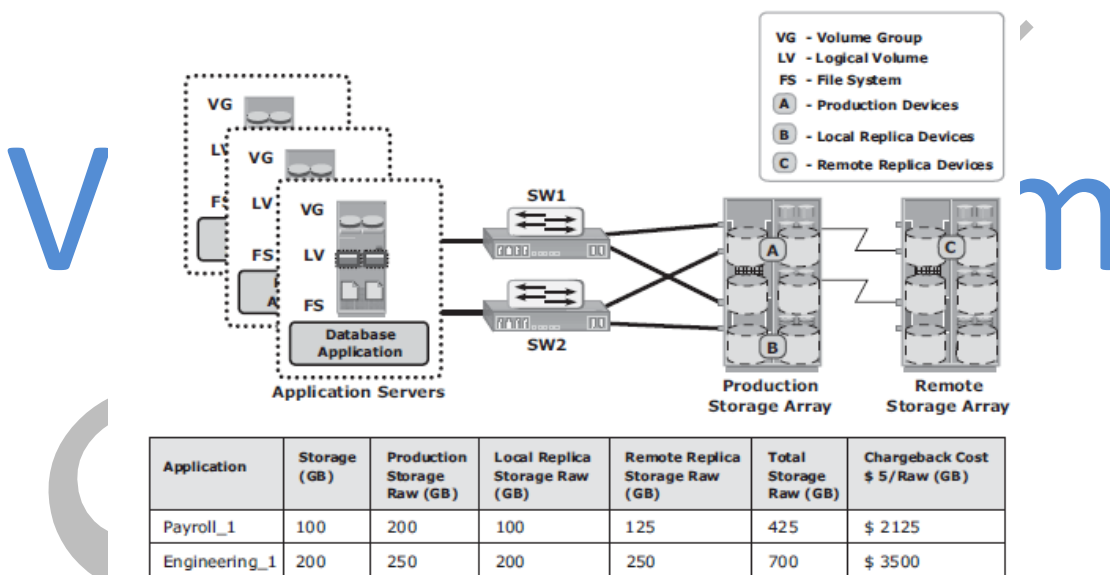 VG - Volume Group
LV - Logical Volume
FS - File System
A - Production Devices
B - Local Replica Devices
C - Remote Replica Devices
VG
LV
FS
VG
LV
FS
A
VG
LV
FS
Database
Application
Application Servers
SW1
SW2
A
B
Production
Storage Array
C
Remote
Storage Array
Application | Storage (GB) | Production Storage Raw (GB) | Local Replica Storage Raw (GB) | Remote Replica Storage Raw (GB) | Total Storage Raw (GB) | Chargeback Cost $ 5/Raw (GB)
Payroll_1 | 100 | 200 | 100 | 125 | 425 | $ 2125
Engineering_1 | 200 | 250 | 200 | 250 | 700 | $ 3500
V
m